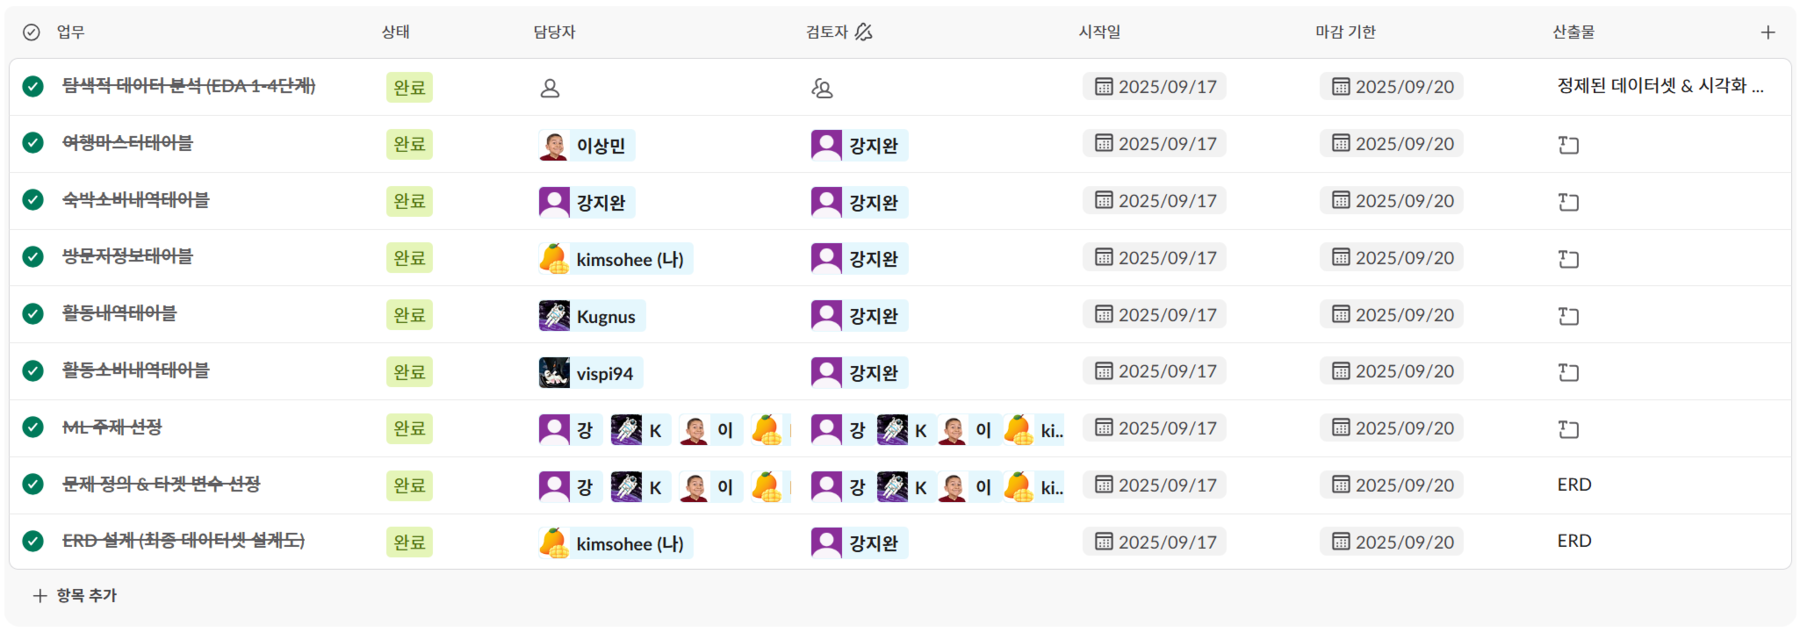 업무 상태 담당자 검토자 시작일 마감 기한 산출물
탐색적 데이터 분석 (EDA 1-4단계) 완료 2025/09/17 2025/09/20 정제된 데이터셋 & 시각화 ...
여행마스터테이블 완료 이상민 강지완 2025/09/17 2025/09/20
숙박소비내역테이블 완료 강지완 강지완 2025/09/17 2025/09/20
방문지정보테이블 완료 kimsohee (나) 강지완 2025/09/17 2025/09/20
활동내역테이블 완료 Kugnus 강지완 2025/09/17 2025/09/20
활동소비내역테이블 완료 vispi94 강지완 2025/09/17 2025/09/20
ML 주제 선정 완료 강 K 이 강 K 이 ki.. 2025/09/17 2025/09/20
문제 정의 & 타겟 변수 선정 완료 강 K 이 강 K 이 ki.. 2025/09/17 2025/09/20 ERD
ERD 설계 (최종 데이터셋 설계도) 완료 kimsohee (나) 강지완 2025/09/17 2025/09/20 ERD
항목 추가